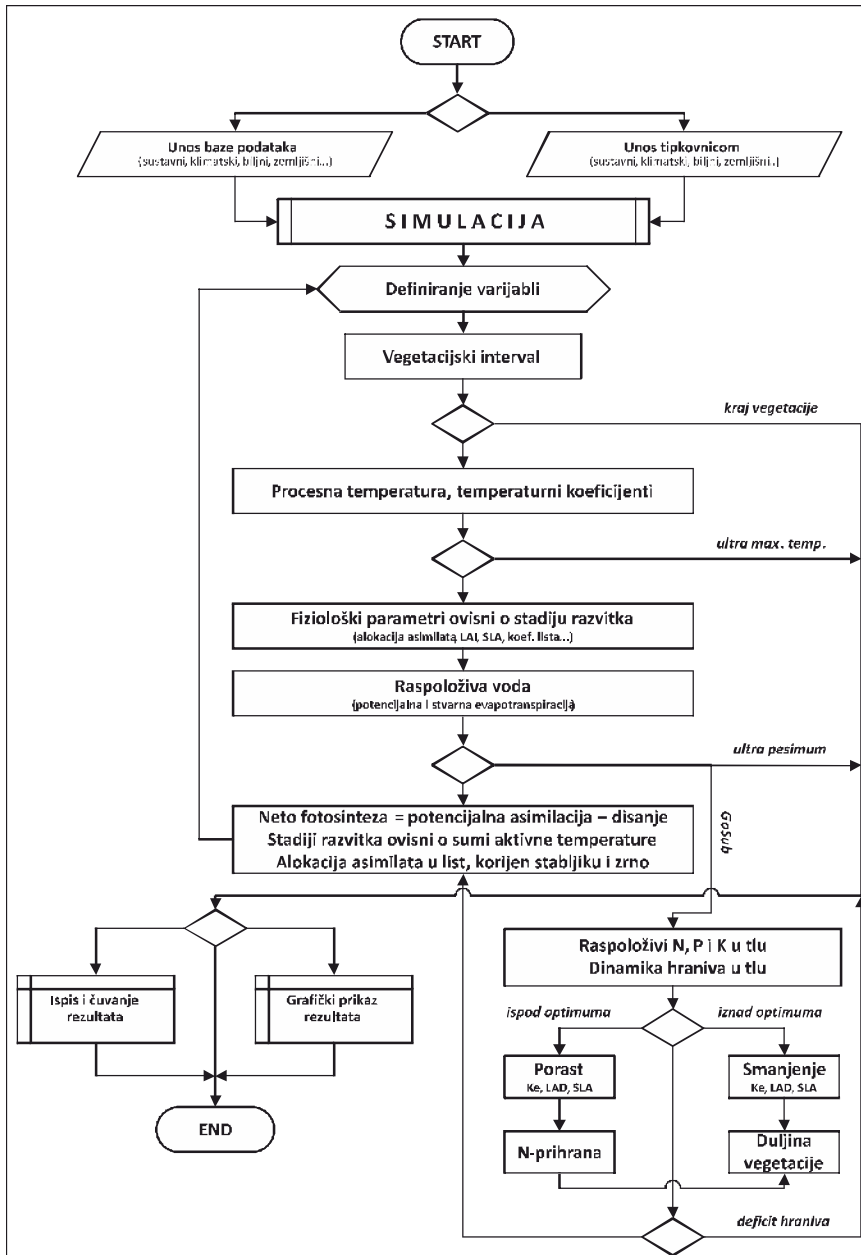 START
Unos baze podataka
(sustavni, klimatski, biljni, zemljišni...)
Unos tipkovnicom
(sustavni, klimatski, biljni, zemljišni..)
SIMULACIJA
Definiranje varijabli
Vegetacijski interval
kraj vegetacije
Procesna temperatura, temperaturni koeficijenti
ultra max. temp.
Fiziološki parametri ovisni o stadiju razvitka
(alokacija asimilata, LAI, SLA, koef. lista...)
Raspoloživa voda
(potencijalna i stvarna evapotranspiracija)
ultra pesimum
GoSub
Neto fotosinteza = potencijalna asimilacija – disanje
Stadiji razvitka ovisni o sumi aktivne temperature
Alokacija asimilata u list, korijen stabljiku i zrno
Ispis i čuvanje
rezultata
Grafički prikaz
rezultata
END
Raspoloživi N, P i K u tlu
Dinamika hraniva u tlu
ispod optimuma
iznad optimuma
Porast
Ke, LAD, SLA
Smanjenje
Ke, LAD, SLA
N-prihrana
Duljina
vegetacije
deficit hraniva